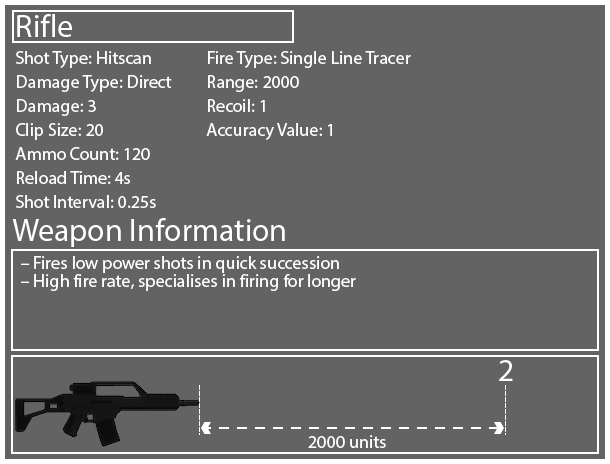 Rifle
Shot Type: Hitscan
Damage Type: Direct
Damage: 3
Clip Size: 20
Ammo Count: 120
Reload Time: 4s
Shot Interval: 0.25s
Fire Type: Single Line Tracer
Range: 2000
Recoil: 1
Accuracy Value: 1
Weapon Information
– Fires low power shots in quick succession
– High fire rate, specialises in firing for longer
2
2000 units